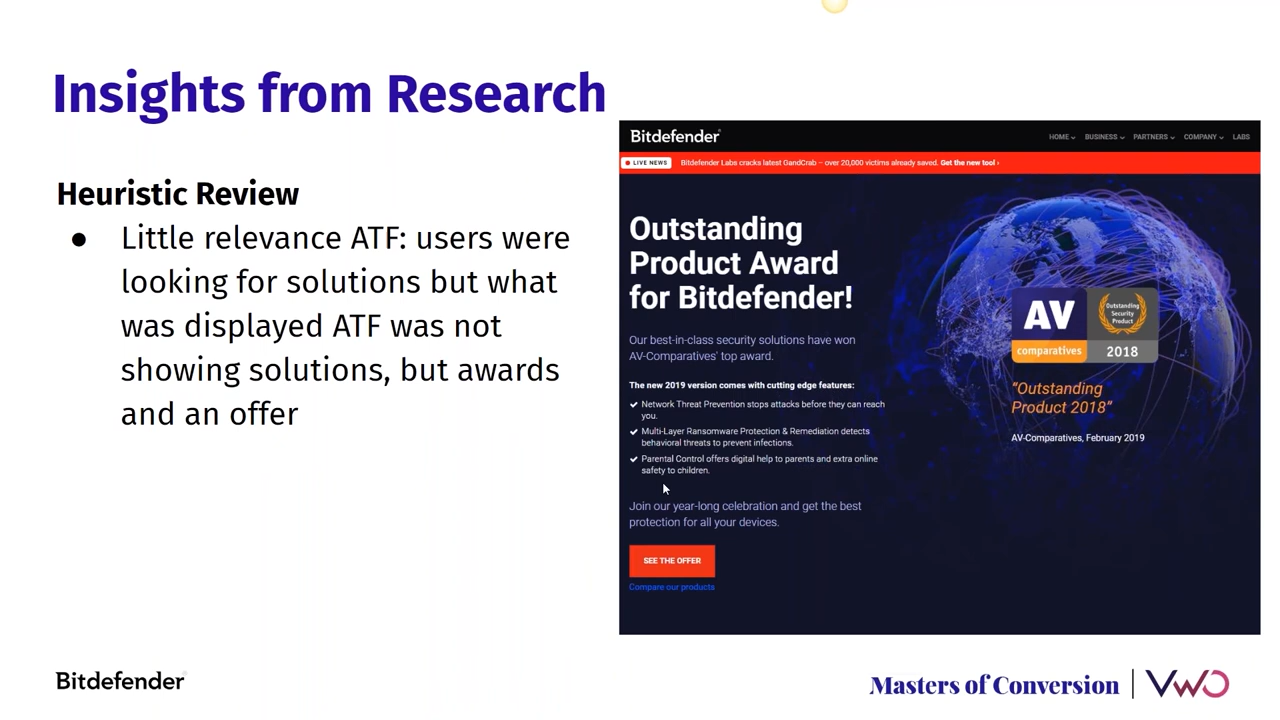 Insights from Research
Heuristic Review
● Little relevance ATF: users were
looking for solutions but what
was displayed ATF was not
showing solutions, but awards
and an offer
Bitdefender
HOME BUSINESS PARTNERS COMPANY LABS
LIVE NEWS Bitdefender Labs cracks latest GandCrab – over 20,000 victims already saved. Get the new tool ›
Outstanding
Product Award
for Bitdefender!
Our best-in-class security solutions have won
AV-Comparatives' top award.
The new 2019 version comes with cutting edge features:
Network Threat Prevention stops attacks before they can reach
you.
Multi-Layer Ransomware Protection & Remediation detects
behavioral threats to prevent infections.
Parental Control offers digital help to parents and extra online
safety to children.
Join our year-long celebration and get the best
protection for all your devices.
SEE THE OFFER
Compare our products
AV
comparatives
Outstanding
Security
Product
2018
"Outstanding
Product 2018"
AV-Comparatives, February 2019
Bitdefender
Masters of Conversion | VWO